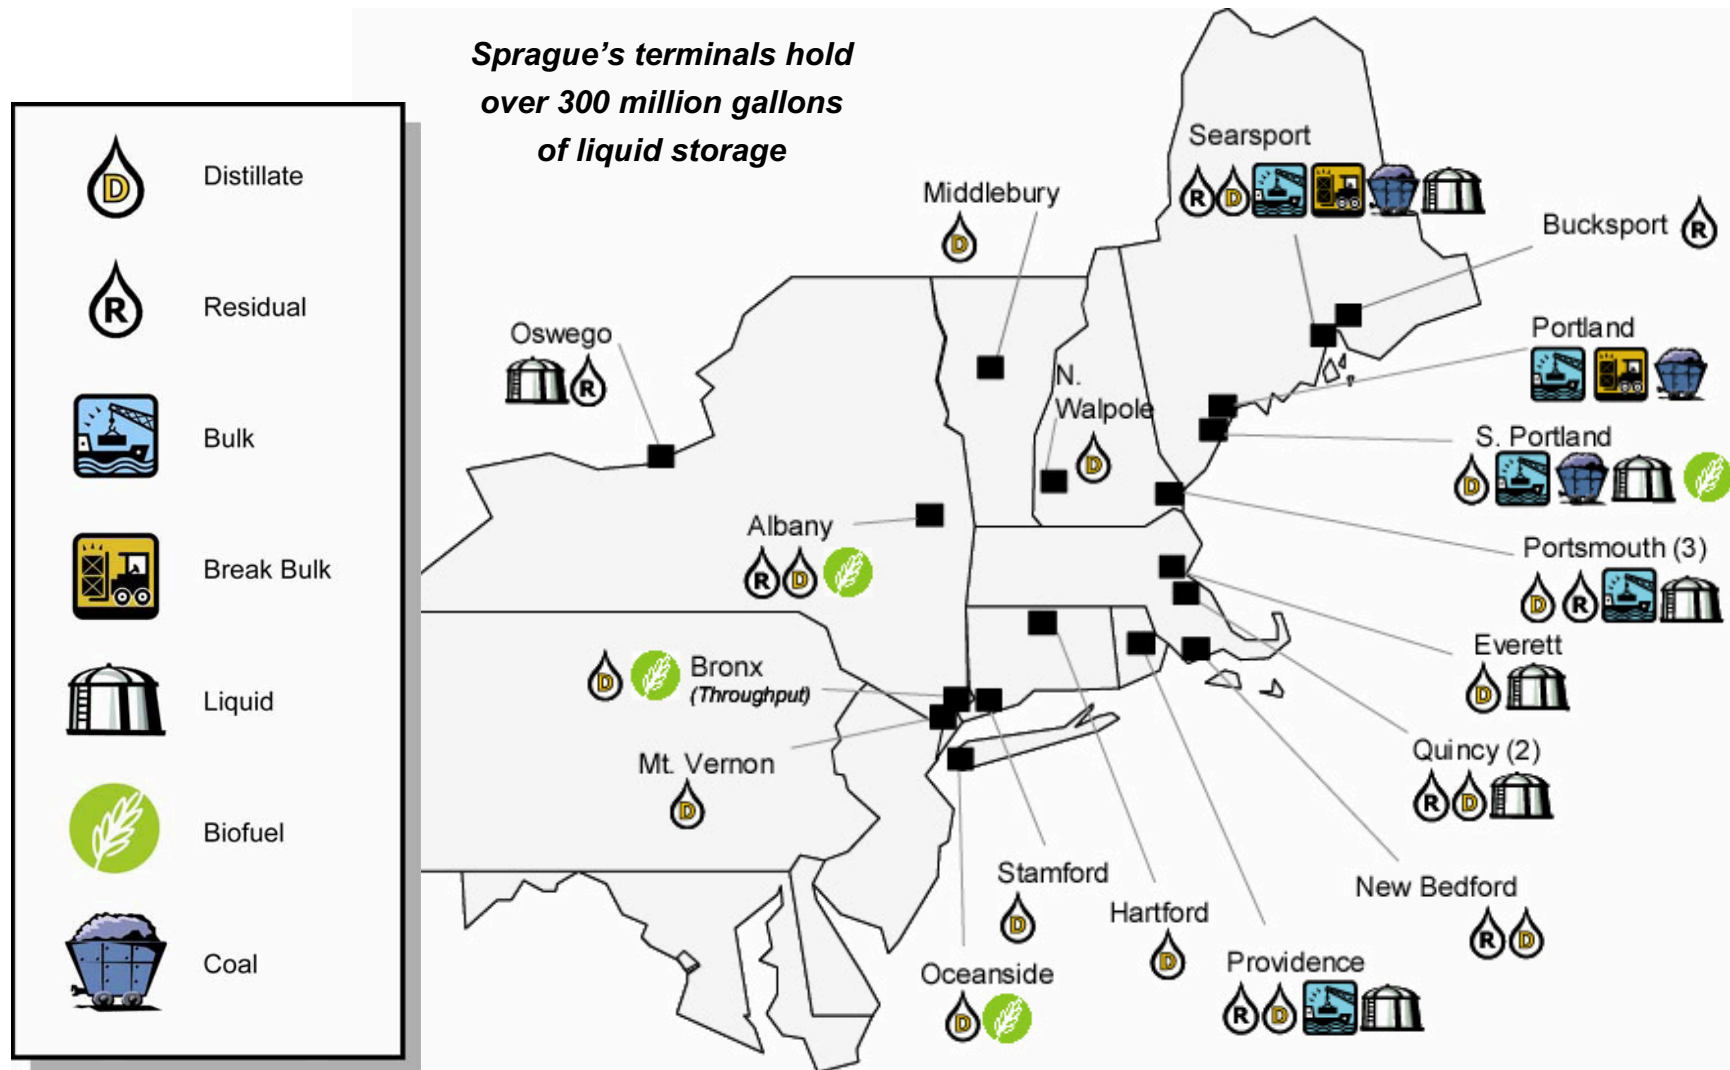 Sprague’s terminals hold
over 300 million gallons
of liquid storage
D
Distillate
R
Residual
Bulk
Break Bulk
Liquid
Biofuel
Coal
Searsport
R D
Middlebury
D
Bucksport R
Oswego
R
Portland
N.
Walpole
D
S. Portland
D
Albany
R D
Portsmouth (3)
D R
Everett
D
D Bronx
(Throughput)
Quincy (2)
R D
Mt. Vernon
D
Stamford
D
New Bedford
R D
Hartford
D
Providence
R D
Oceanside
D